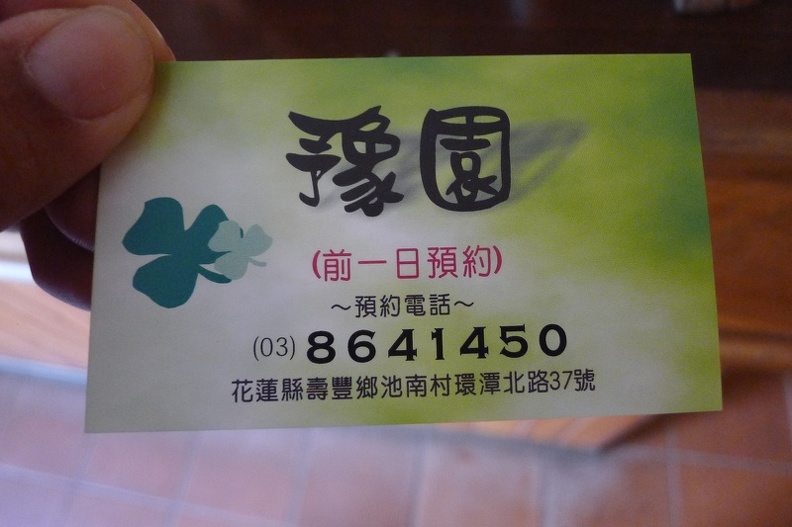 豫園
(前一日預約)
～預約電話～
(03) 8641450
花蓮縣壽豐鄉池南村環潭北路37號